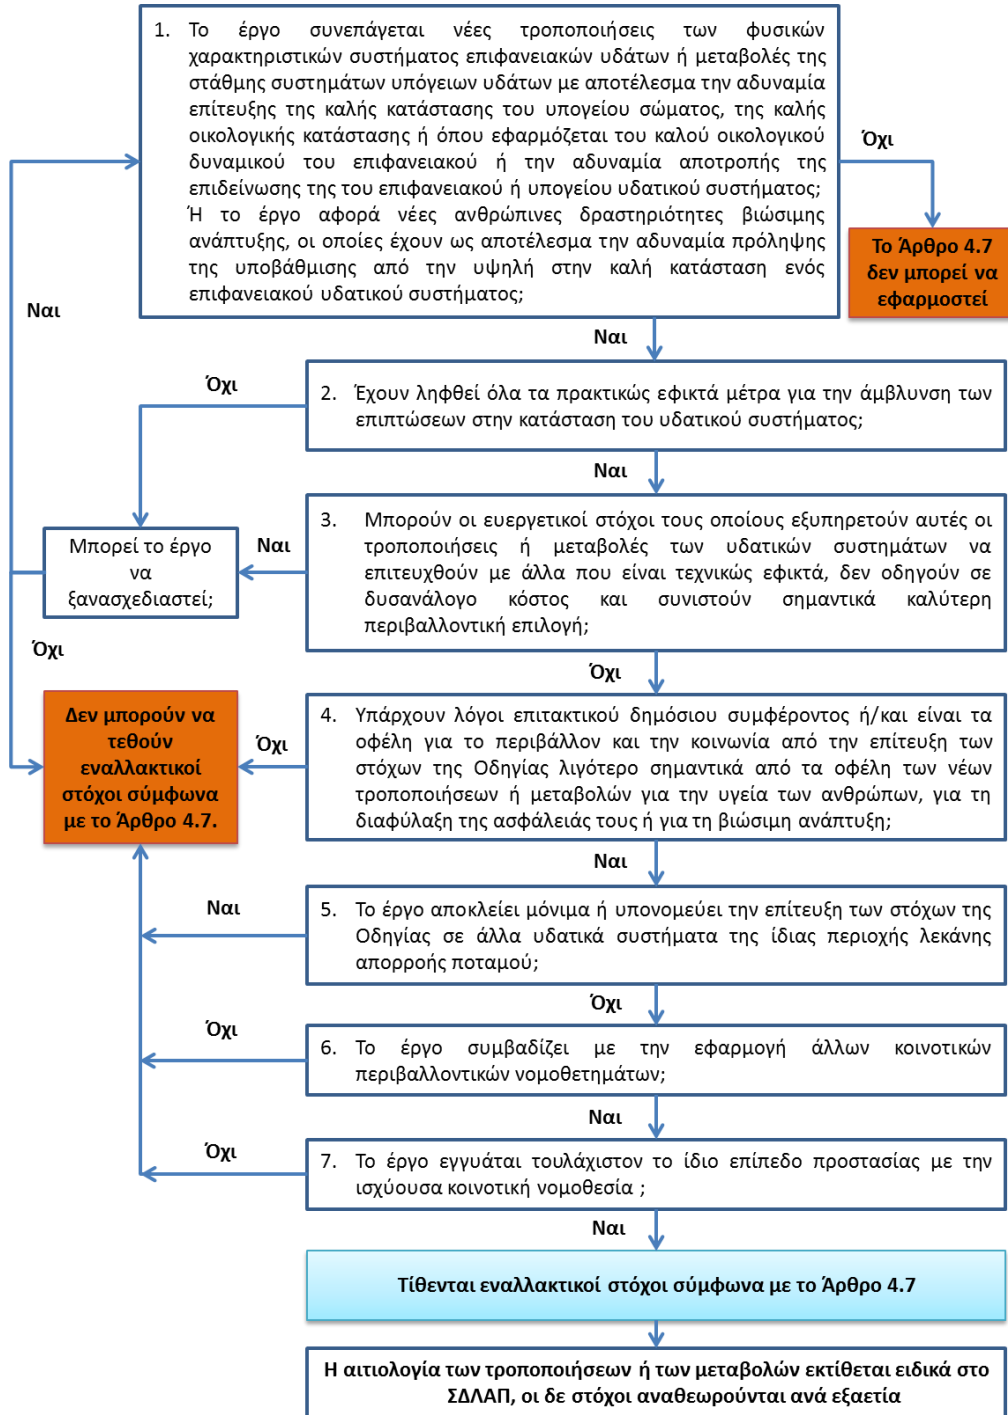 1. Το έργο συνεπάγεται νέες τροποποιήσεις των φυσικών
χαρακτηριστικών συστήματος επιφανειακών υδάτων ή μεταβολές της
στάθμης συστημάτων υπόγειων υδάτων με αποτέλεσμα την αδυναμία
επίτευξης της καλής κατάστασης του υπογείου σώματος, της καλής
οικολογικής κατάστασης ή όπου εφαρμόζεται του καλού οικολογικού
δυναμικού του επιφανειακού ή την αδυναμία αποτροπής της
επιδείνωσης της του επιφανειακού ή υπογείου υδατικού συστήματος;
Ή το έργο αφορά νέες ανθρώπινες δραστηριότητες βιώσιμης
ανάπτυξης, οι οποίες έχουν ως αποτέλεσμα την αδυναμία πρόληψης
της υποβάθμισης από την υψηλή στην καλή κατάσταση ενός
επιφανειακού υδατικού συστήματος;
Όχι
Το Άρθρο 4.7
δεν μπορεί να
εφαρμοστεί
Ναι
Ναι
Όχι
2. Έχουν ληφθεί όλα τα πρακτικώς εφικτά μέτρα για την άμβλυνση των
επιπτώσεων στην κατάσταση του υδατικού συστήματος;
Ναι
3. Μπορούν οι ευεργετικοί στόχοι τους οποίους εξυπηρετούν αυτές οι
τροποποιήσεις ή μεταβολές των υδατικών συστημάτων να
επιτευχθούν με άλλα που είναι τεχνικώς εφικτά, δεν οδηγούν σε
δυσανάλογο κόστος και συνιστούν σημαντικά καλύτερη
περιβαλλοντική επιλογή;
Ναι
Μπορεί το έργο
να
ξανασχεδιαστεί;
Όχι
Όχι
4. Υπάρχουν λόγοι επιτακτικού δημόσιου συμφέροντος ή/και είναι τα
οφέλη για το περιβάλλον και την κοινωνία από την επίτευξη των
στόχων της Οδηγίας λιγότερο σημαντικά από τα οφέλη των νέων
τροποποιήσεων ή μεταβολών για την υγεία των ανθρώπων, για τη
διαφύλαξη της ασφάλειάς τους ή για τη βιώσιμη ανάπτυξη;
Όχι
Δεν μπορούν να
τεθούν
εναλλακτικοί
στόχοι σύμφωνα
με το Άρθρο 4.7.
Ναι
Ναι
5. Το έργο αποκλείει μόνιμα ή υπονομεύει την επίτευξη των στόχων της
Οδηγίας σε άλλα υδατικά συστήματα της ίδιας περιοχής λεκάνης
απορροής ποταμού;
Όχι
Όχι
6. Το έργο συμβαδίζει με την εφαρμογή άλλων κοινοτικών
περιβαλλοντικών νομοθετημάτων;
Ναι
Όχι
7. Το έργο εγγυάται τουλάχιστον το ίδιο επίπεδο προστασίας με την
ισχύουσα κοινοτική νομοθεσία ;
Ναι
Τίθενται εναλλακτικοί στόχοι σύμφωνα με το Άρθρο 4.7
Η αιτιολογία των τροποποιήσεων ή των μεταβολών εκτίθεται ειδικά στο
ΣΔΛΑΠ, οι δε στόχοι αναθεωρούνται ανά εξαετία